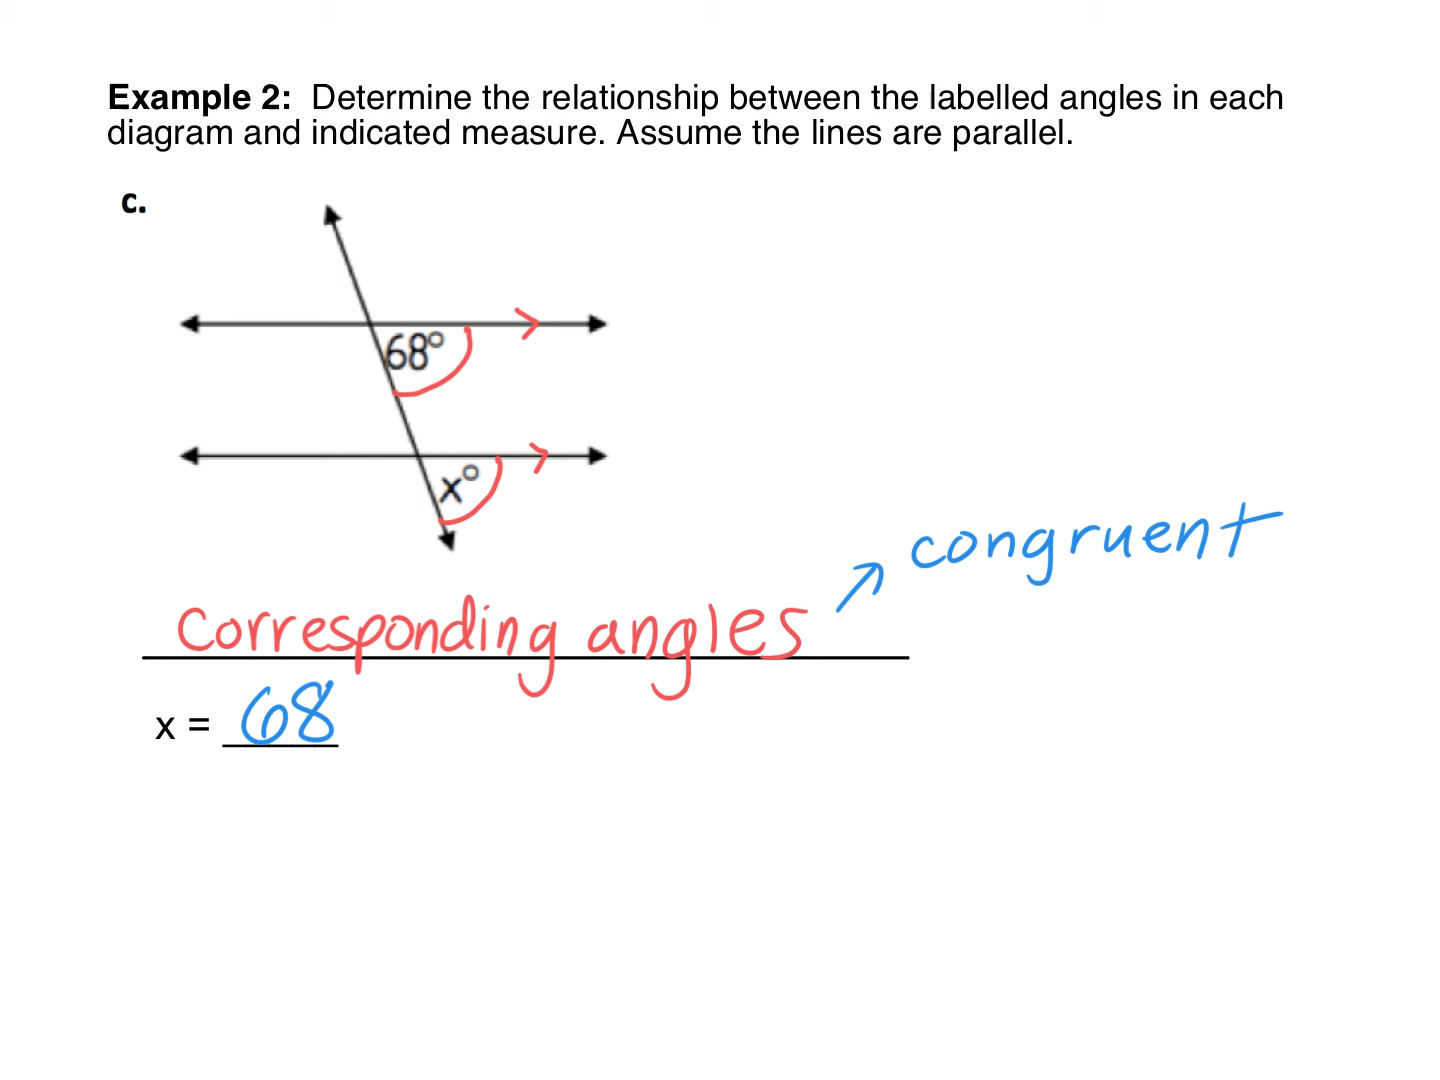 Example 2: Determine the relationship between the labelled angles in each
diagram and indicated measure. Assume the lines are parallel.
c.
68°
x°
congruent
Corresponding angles
x = 68